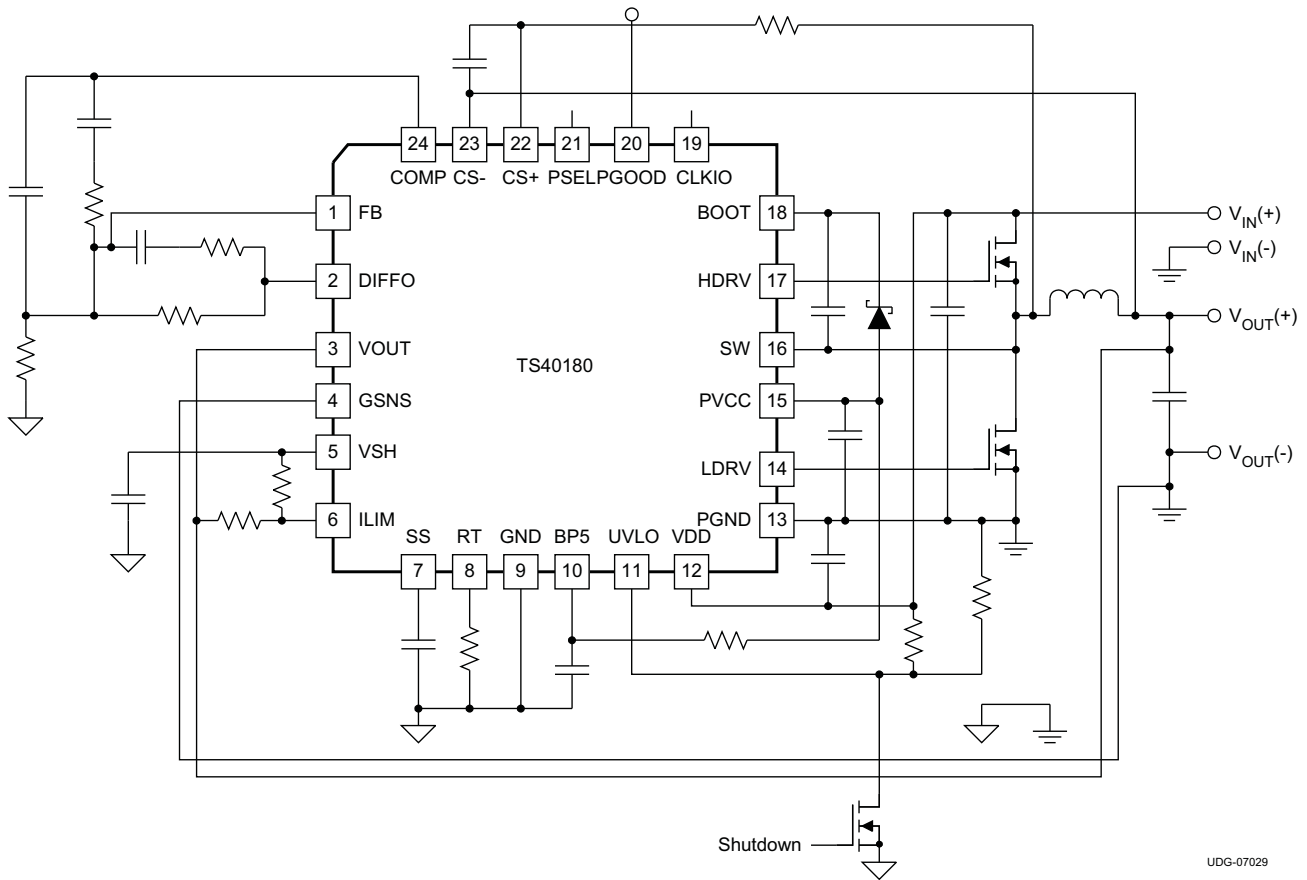 24 23 22 21 20 19
COMP CS- CS+ PSEL PGOOD CLKIO
1 FB
BOOT 18
VIN(+)
VIN(-)
2 DIFFO
HDRV 17
VOUT(+)
3 VOUT
TS40180
SW 16
4 GSNS
PVCC 15
5 VSH
LDRV 14
VOUT(-)
6 ILIM
PGND 13
SS RT GND BP5 UVLO VDD
7 8 9 10 11 12
Shutdown
UDG-07029